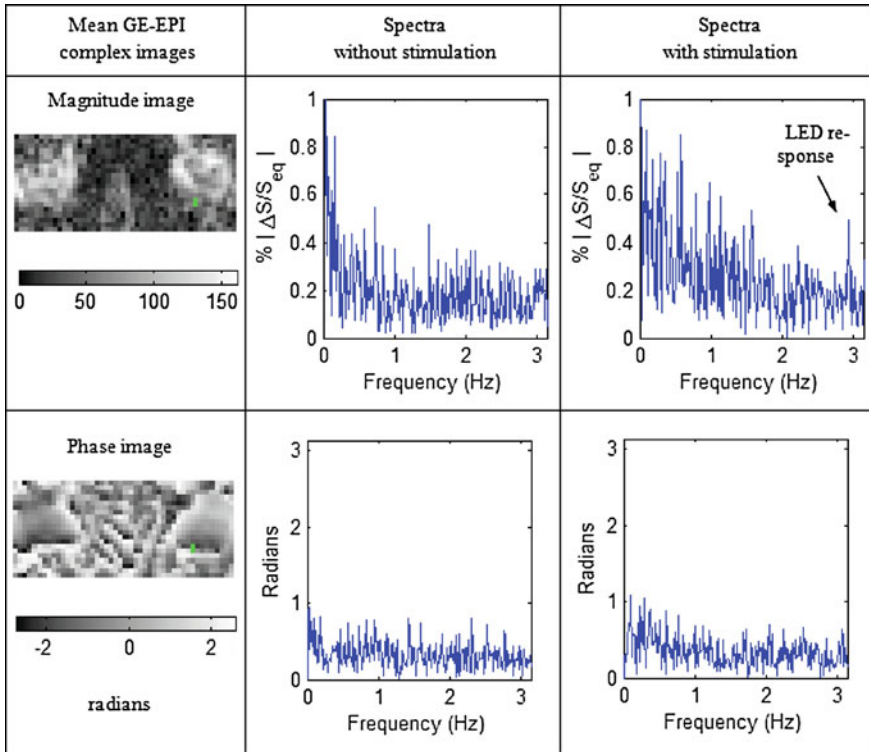 Mean GE-EPI
complex images
Spectra
without stimulation
Spectra
with stimulation
Magnitude image
0 50 100 150
1
0.8
0.6
0.4
0.2
0
% | ΔS/Seq |
0 1 2 3
Frequency (Hz)
1
0.8
0.6
0.4
0.2
0
% | ΔS/Seq |
LED re-
sponse
0 1 2 3
Frequency (Hz)
Phase image
-2 0 2
radians
3
2
1
0
Radians
0 1 2 3
Frequency (Hz)
3
2
1
0
Radians
0 1 2 3
Frequency (Hz)